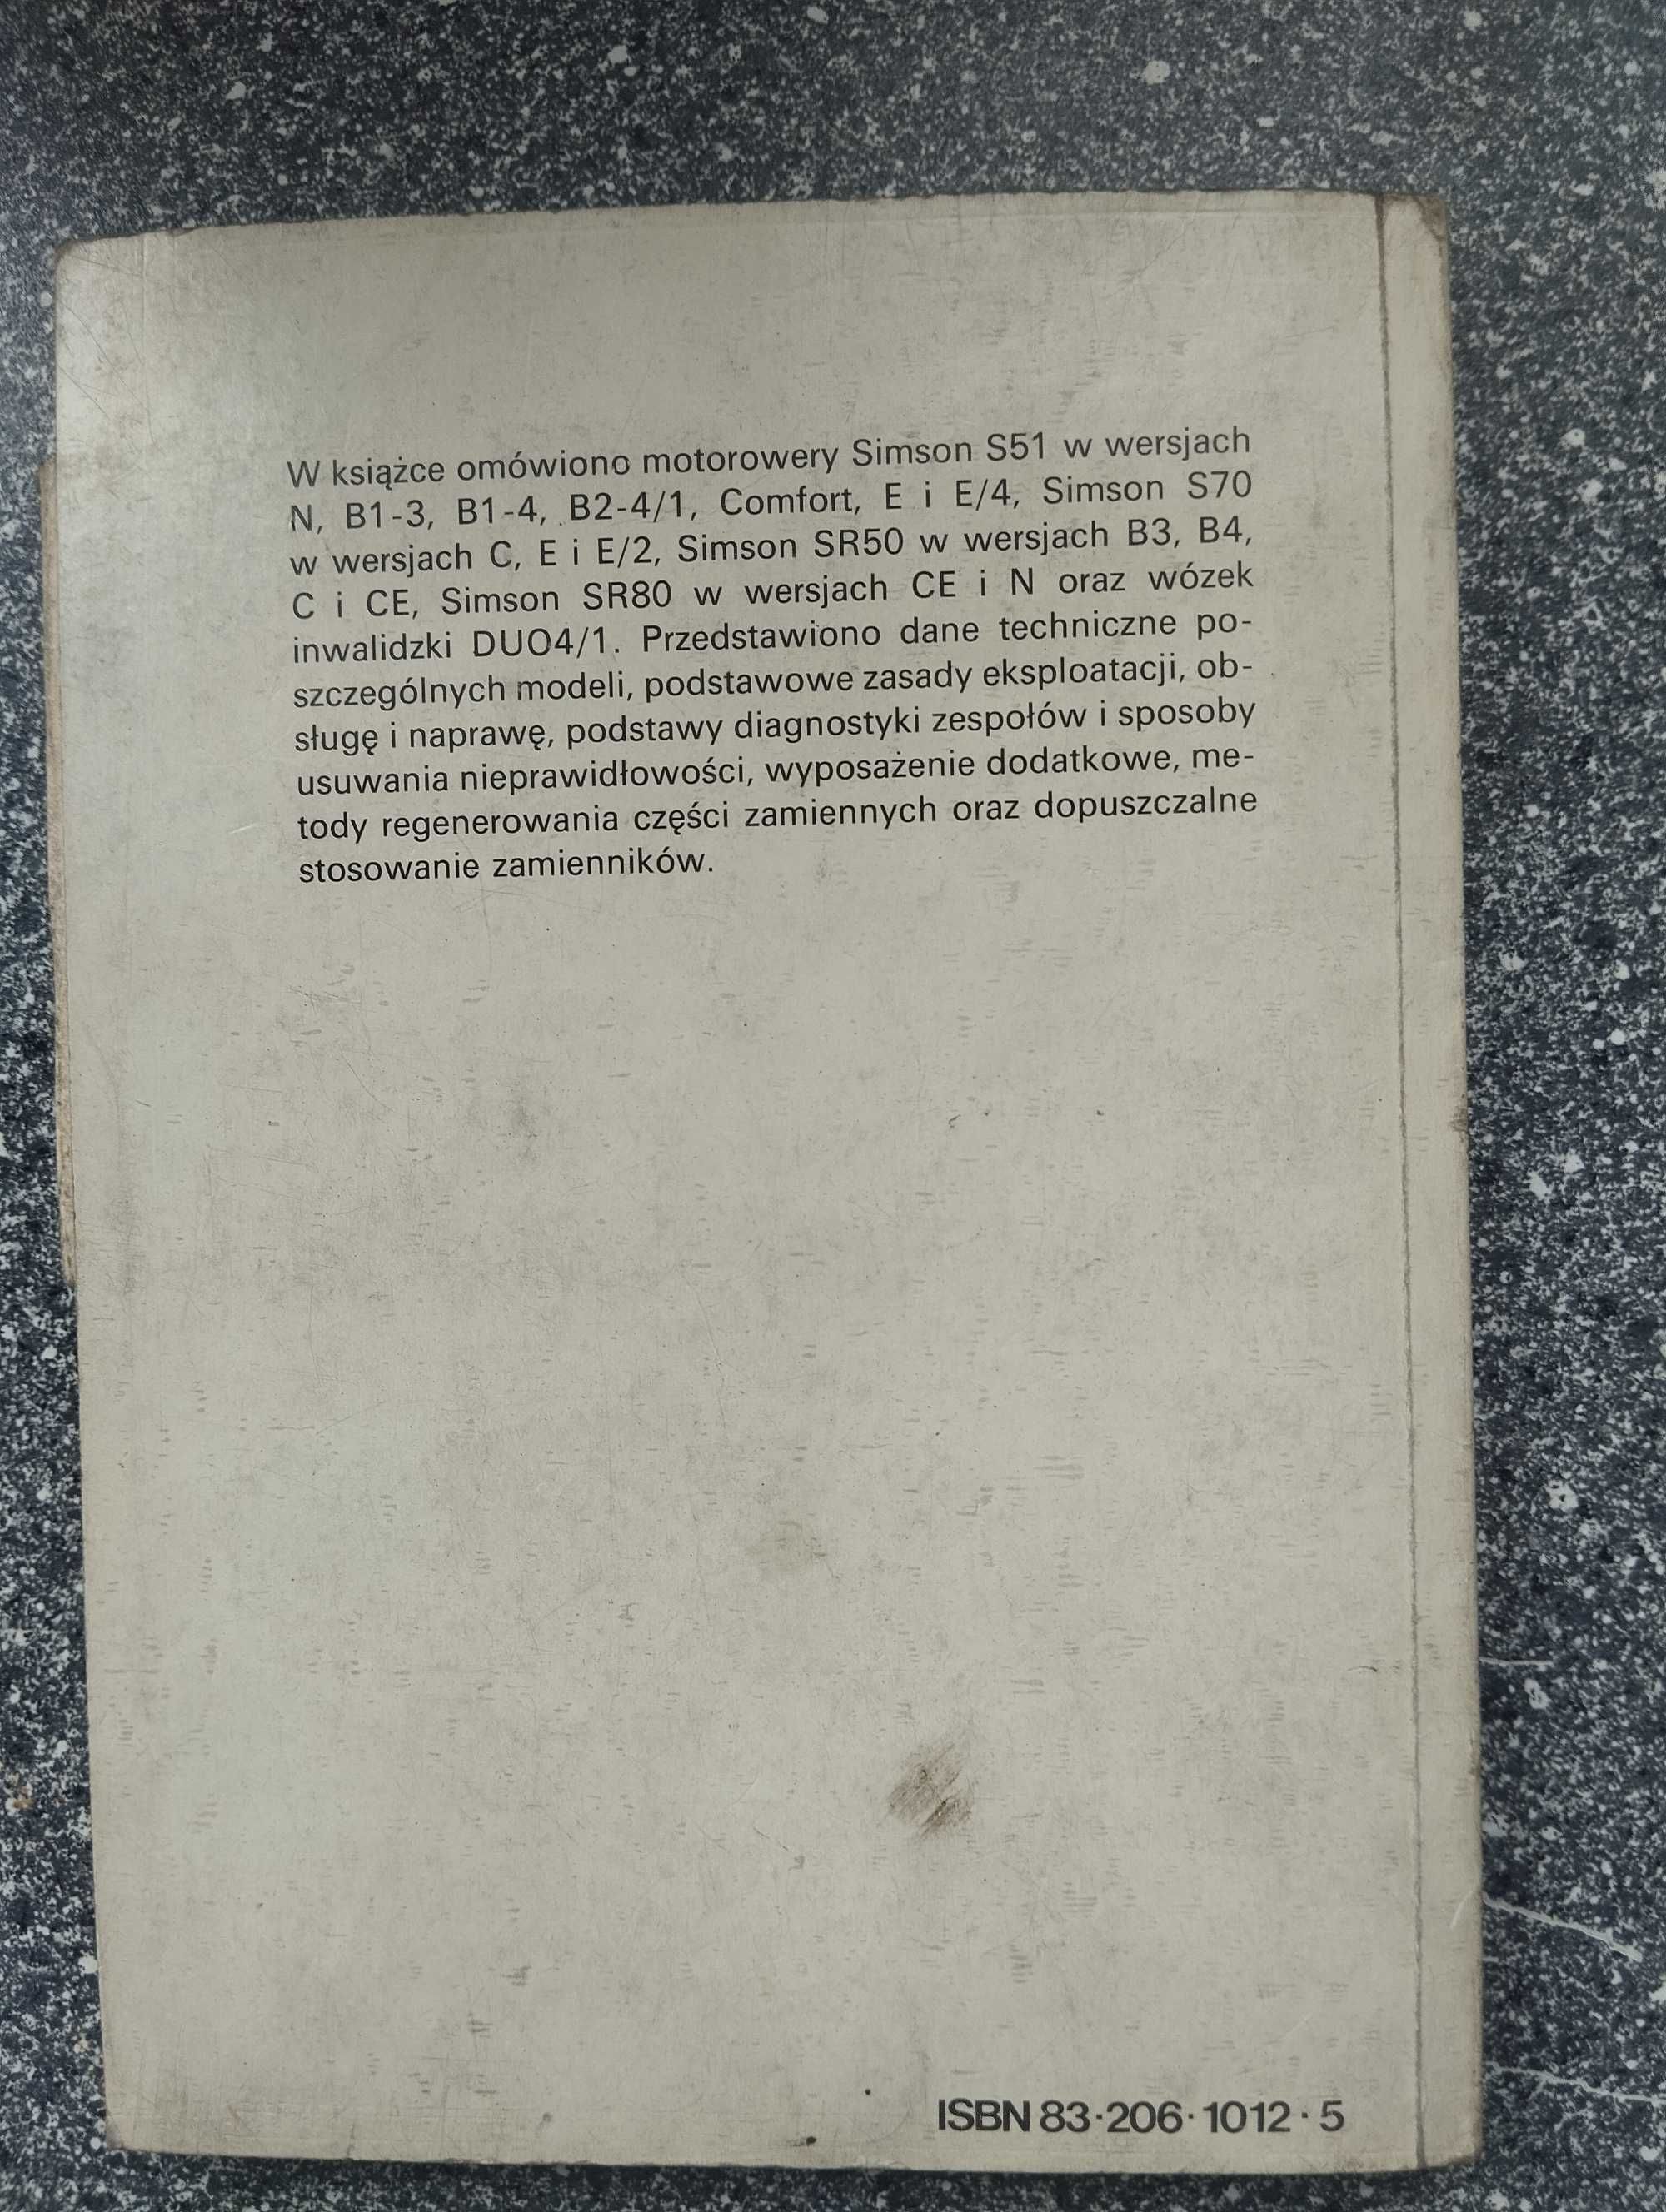 W książce omówiono motorowery Simson S51 w wersjach
N, B1-3, B1-4, B2-4/1, Comfort, E i E/4, Simson S70
w wersjach C, E i E/2, Simson SR50 w wersjach B3, B4,
C i CE, Simson SR80 w wersjach CE i N oraz wózek
inwalidzki DUO4/1. Przedstawiono dane techniczne po-
szczególnych modeli, podstawowe zasady eksploatacji, ob-
sługę i naprawę, podstawy diagnostyki zespołów i sposoby
usuwania nieprawidłowości, wyposażenie dodatkowe, me-
tody regenerowania części zamiennych oraz dopuszczalne
stosowanie zamienników.
ISBN 83·206·1012·5